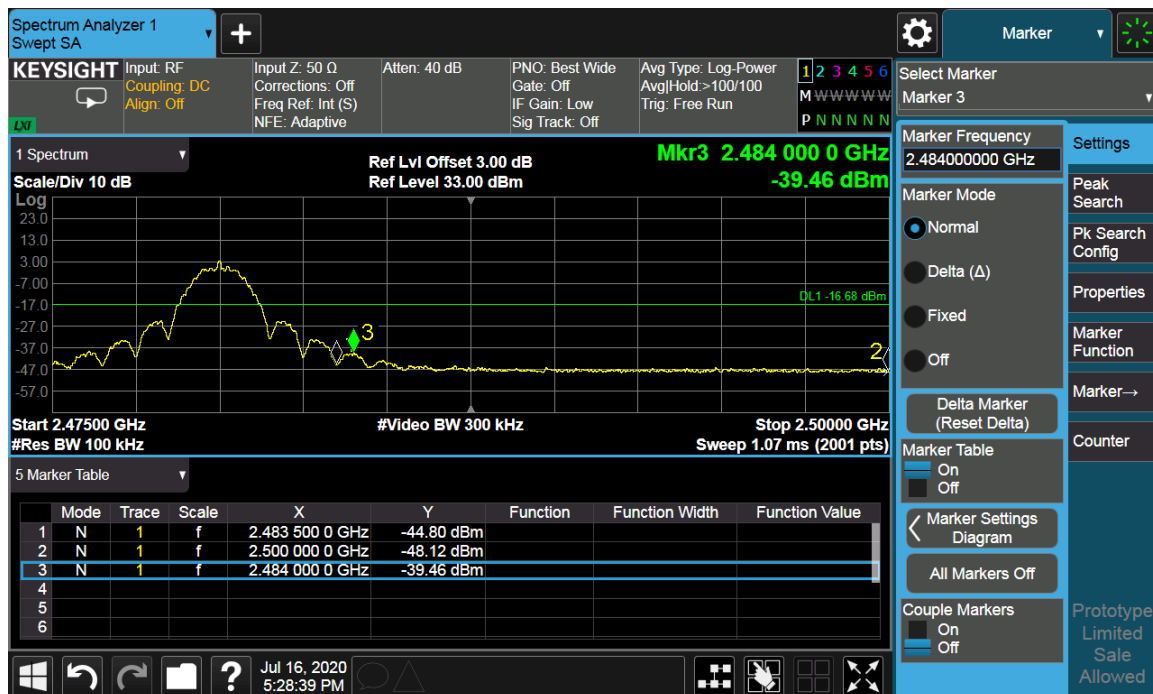 Spectrum Analyzer 1
Swept SA
Marker
KEYSIGHT
LXI
Input: RF
Coupling: DC
Align: Off
Input Z: 50 Ω
Corrections: Off
Freq Ref: Int (S)
NFE: Adaptive
Atten: 40 dB
PNO: Best Wide
Gate: Off
IF Gain: Low
Sig Track: Off
Avg Type: Log-Power
Avg|Hold:>100/100
Trig: Free Run
1 2 3 4 5 6
M W W W W W
P N N N N N
Select Marker
Marker 3
1 Spectrum
Scale/Div 10 dB
Ref Lvl Offset 3.00 dB
Ref Level 33.00 dBm
Mkr3 2.484 000 0 GHz
-39.46 dBm
Log
23.0
13.0
3.00
-7.00
-17.0
-27.0
-37.0
-47.0
-57.0
DL1 -16.68 dBm
3
2
Start 2.47500 GHz
#Res BW 100 kHz
#Video BW 300 kHz
Stop 2.50000 GHz
Sweep 1.07 ms (2001 pts)
5 Marker Table
Mode Trace Scale X Y Function Function Width Function Value
1 N 1 f 2.483 500 0 GHz -44.80 dBm
2 N 1 f 2.500 000 0 GHz -48.12 dBm
3 N 1 f 2.484 000 0 GHz -39.46 dBm
4
5
6
Marker Frequency
2.484000000 GHz
Marker Mode
Normal
Delta (Δ)
Fixed
Off
Delta Marker
(Reset Delta)
Marker Table
On
Off
Marker Settings
Diagram
All Markers Off
Couple Markers
On
Off
Settings
Peak
Search
Pk Search
Config
Properties
Marker
Function
Marker→
Counter
Prototype
Limited
Sale
Allowed
?
Jul 16, 2020
5:28:39 PM